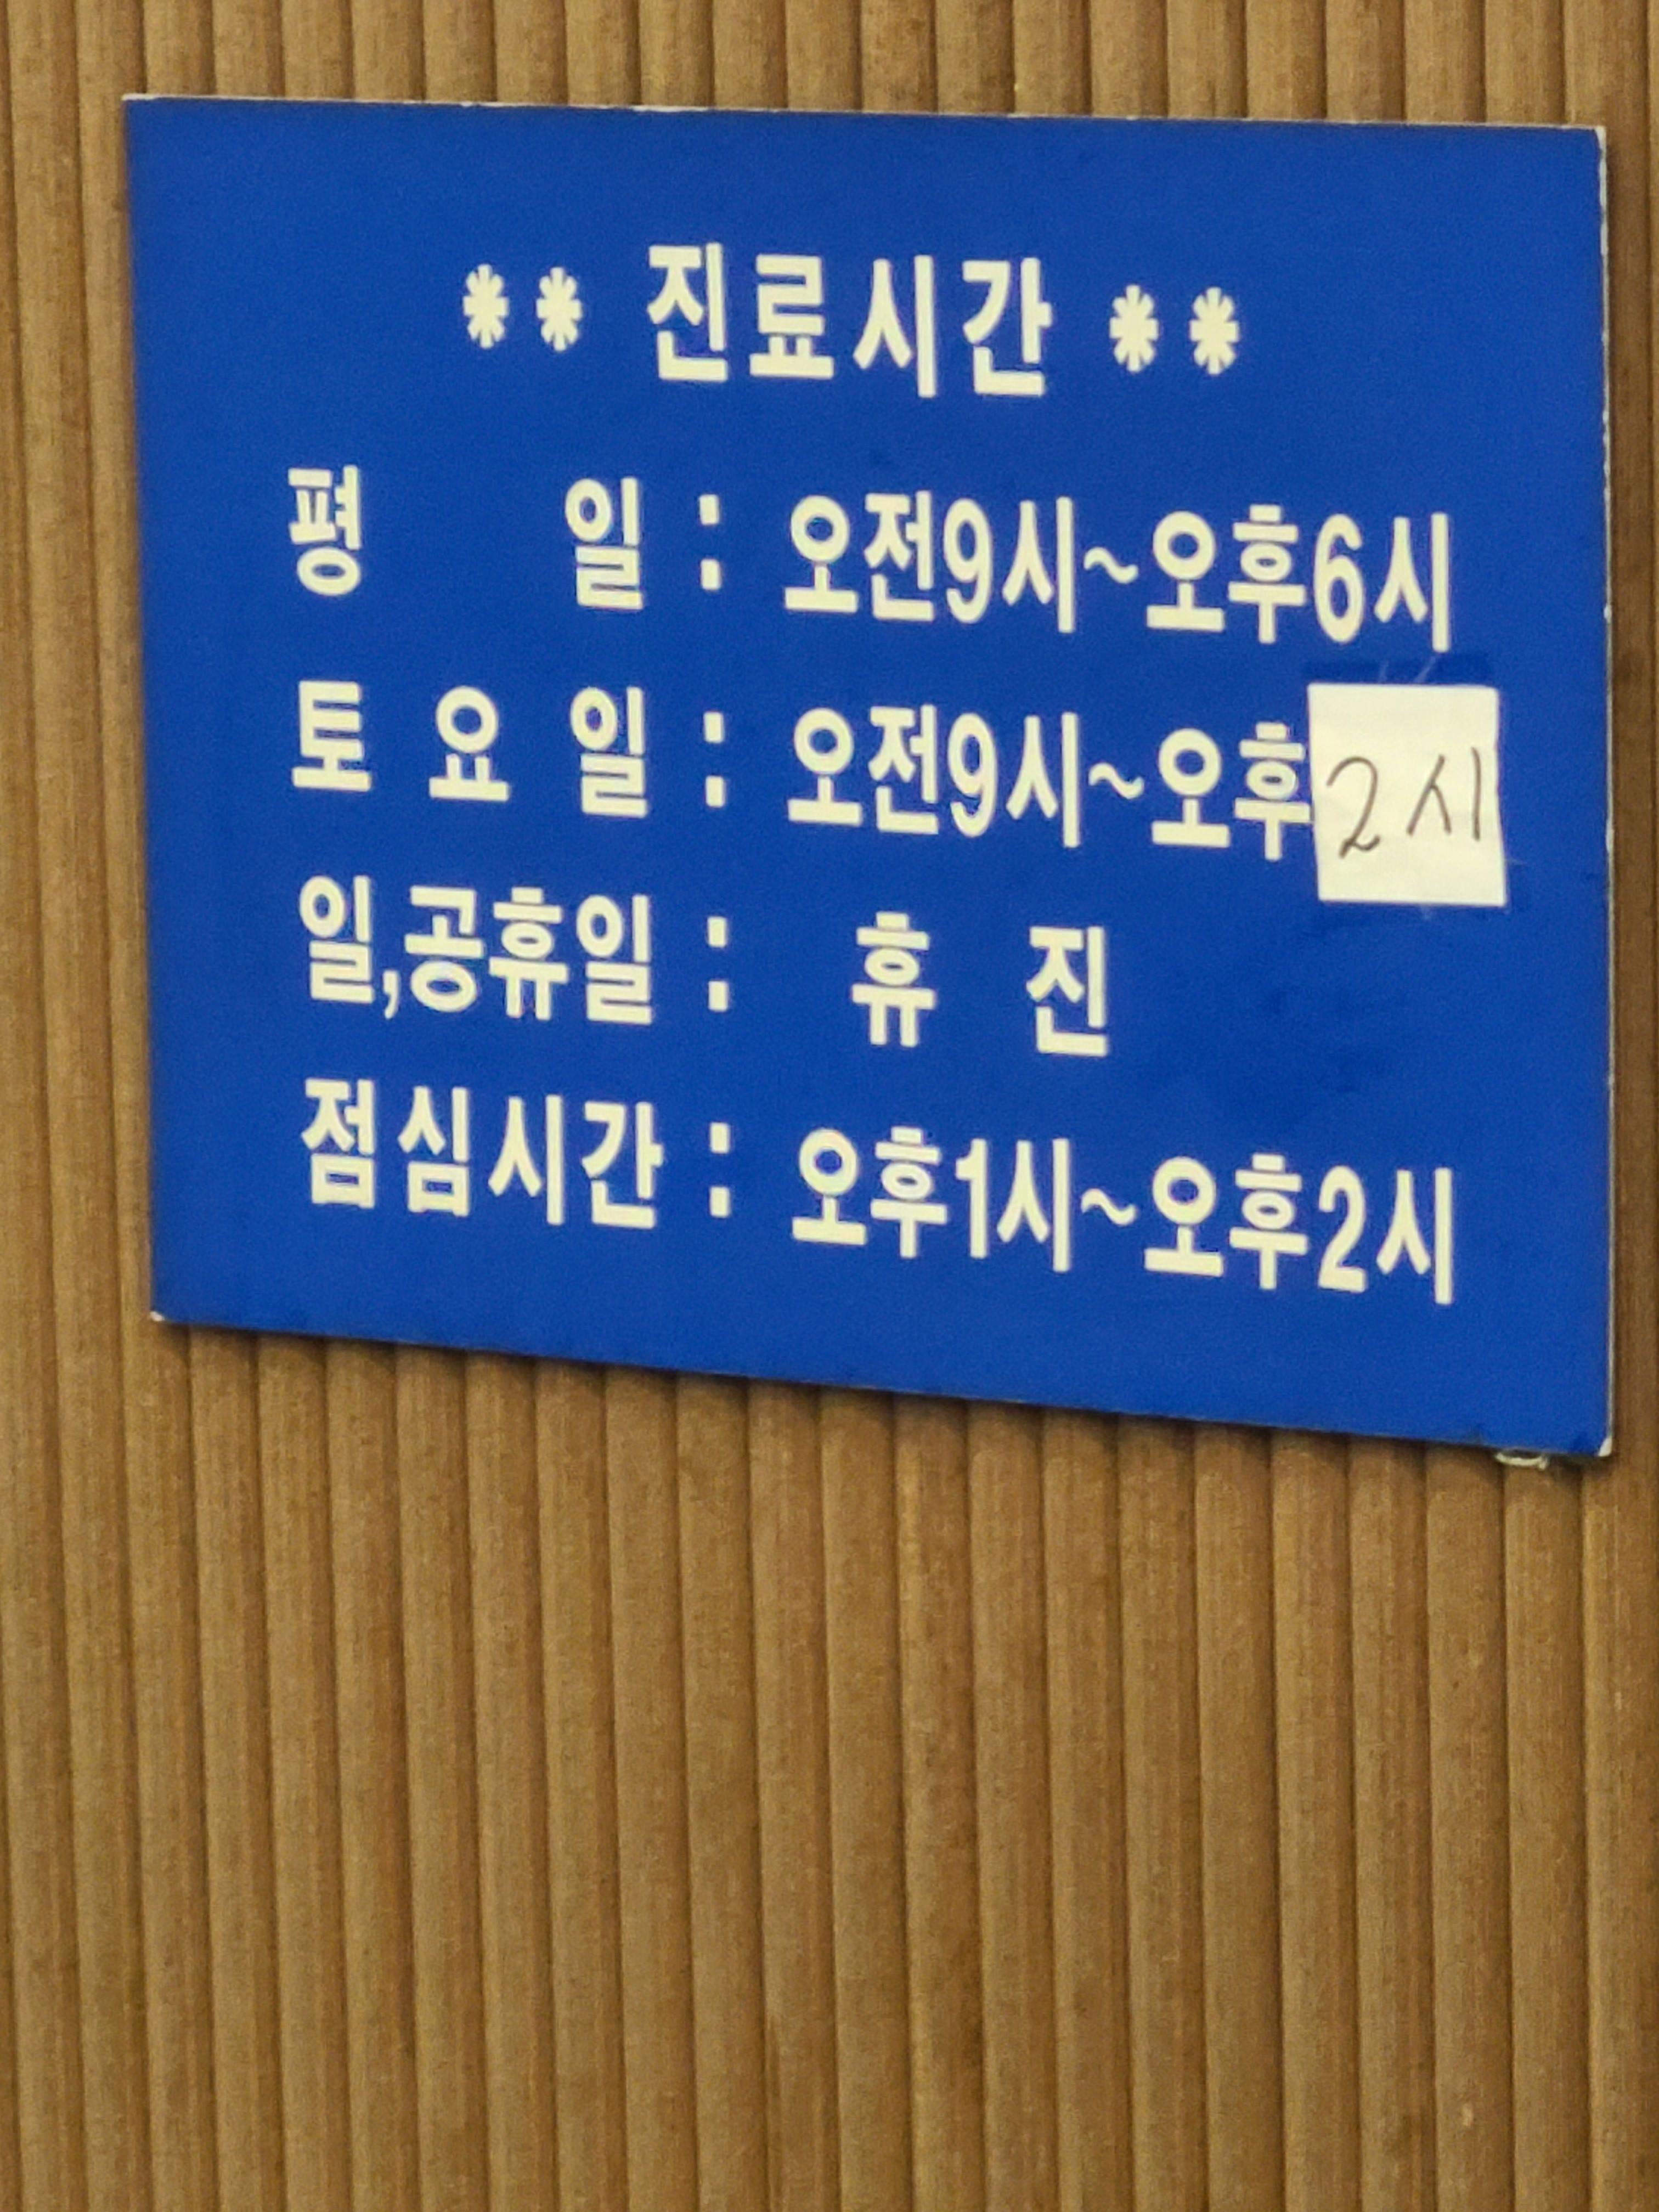 ** 진료시간 **
평 일 : 오전9시~오후6시
토 요 일 : 오전9시~오후2시
일,공휴일 : 휴 진
점심시간 : 오후1시~오후2시